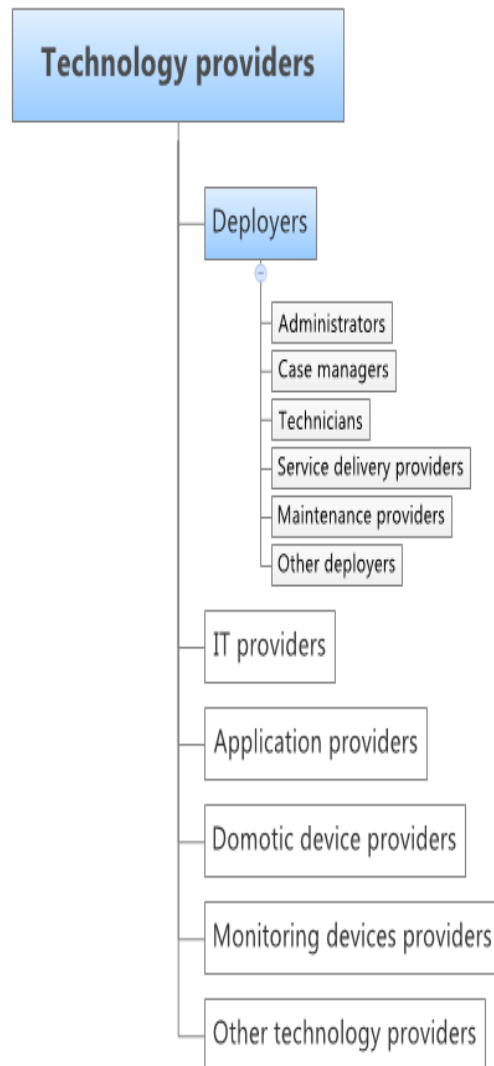 Technology providers
Deployers
Administrators
Case managers
Technicians
Service delivery providers
Maintenance providers
Other deployers
IT providers
Application providers
Domotic device providers
Monitoring devices providers
Other technology providers